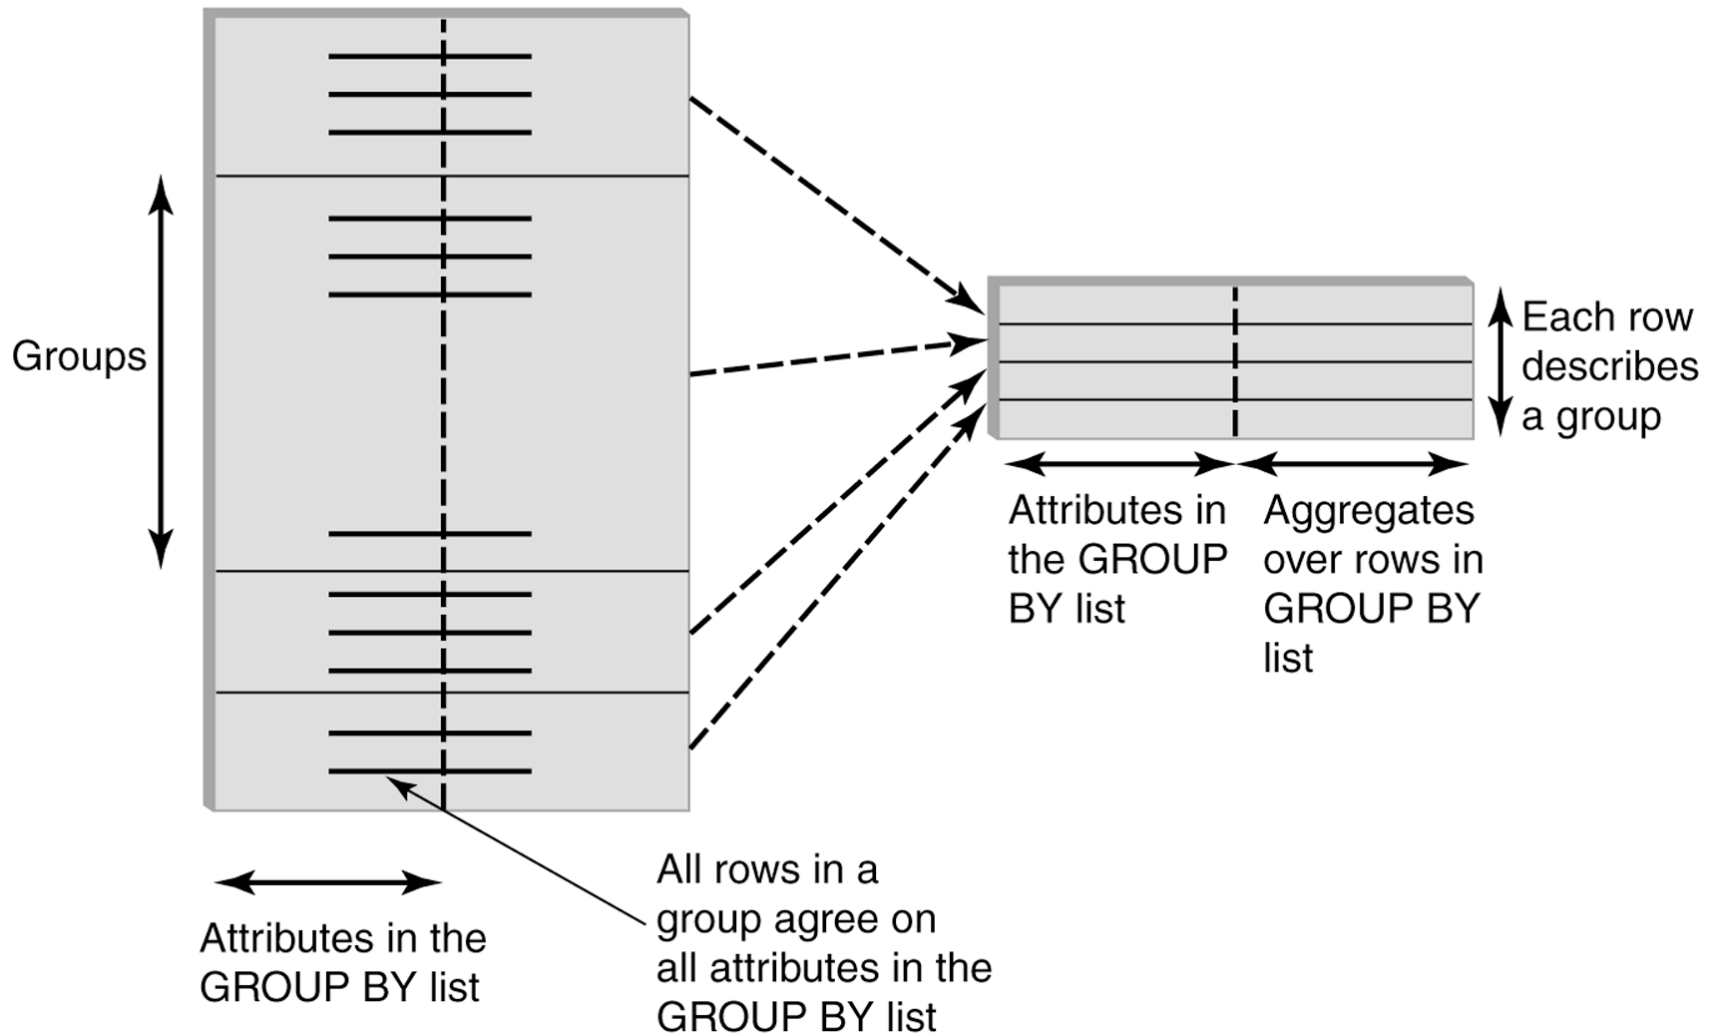 Groups
Each row
describes
a group
Attributes in
the GROUP
BY list
Aggregates
over rows in
GROUP BY
list
Attributes in the
GROUP BY list
All rows in a
group agree on
all attributes in the
GROUP BY list